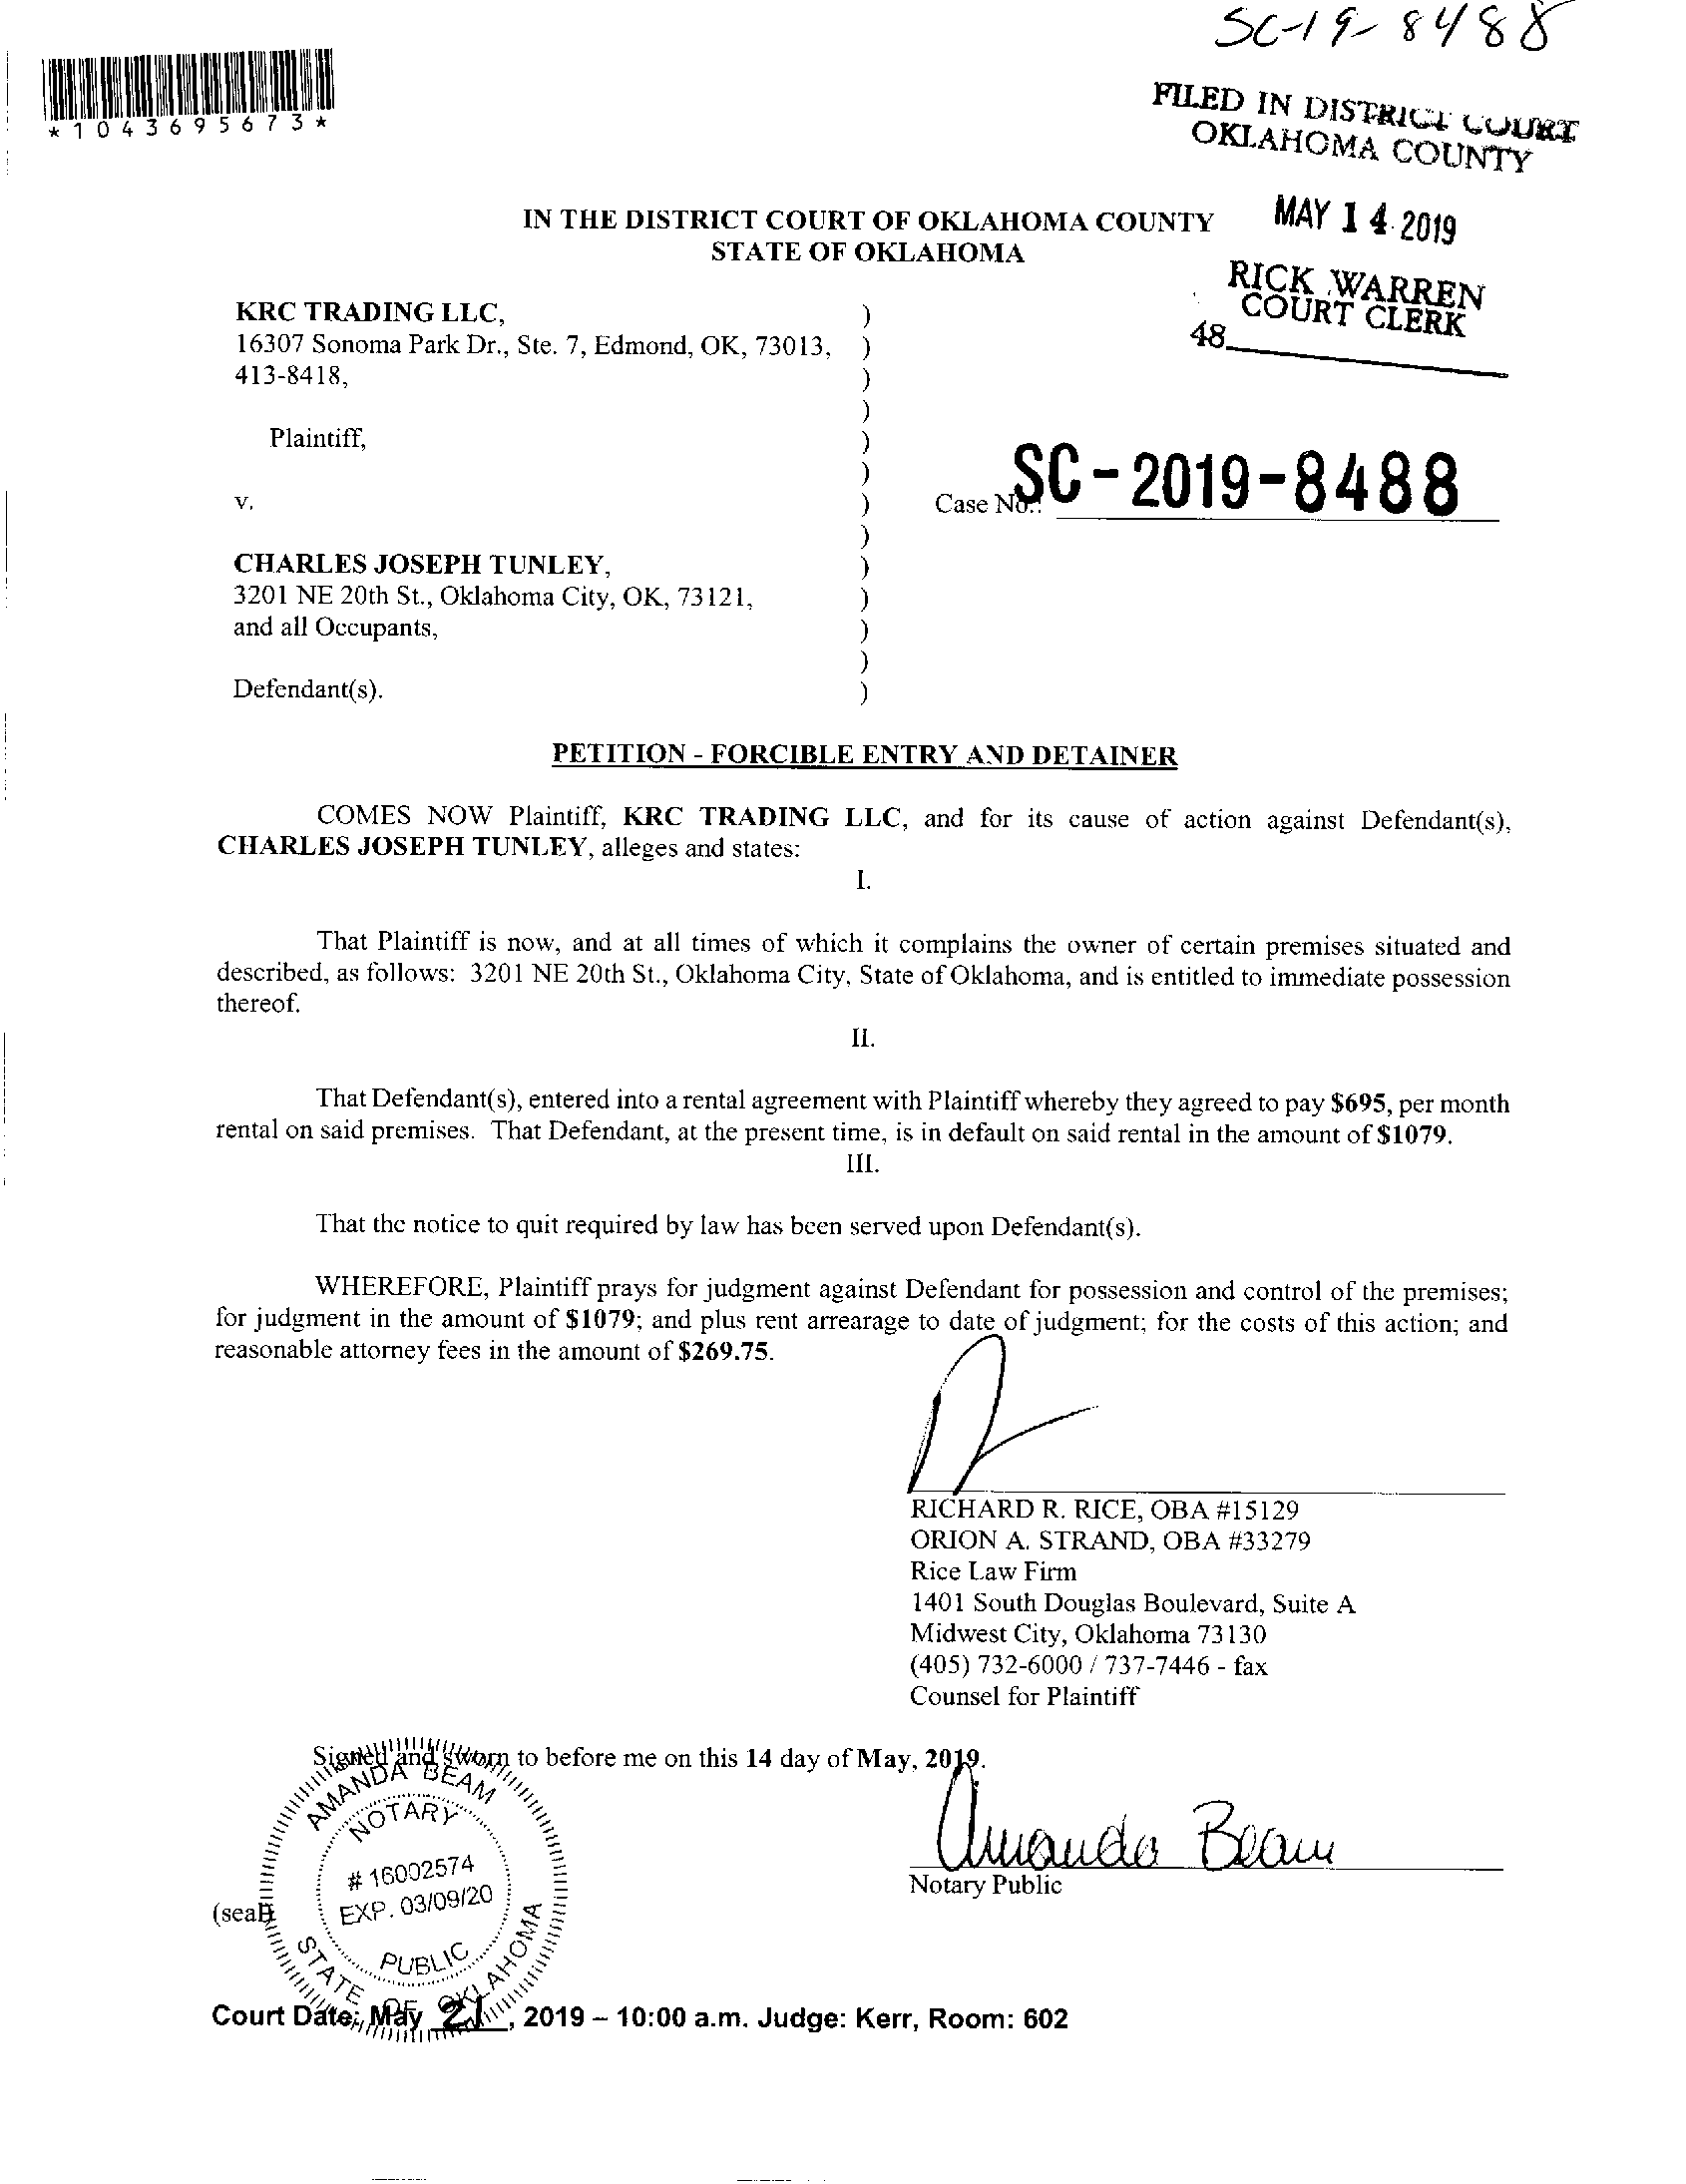 SC-19-8488
*1043695673*
FILED IN DISTRICT COURT
OKLAHOMA COUNTY
MAY 14 2019
RICK WARREN
COURT CLERK
48
IN THE DISTRICT COURT OF OKLAHOMA COUNTY
STATE OF OKLAHOMA
KRC TRADING LLC, )
16307 Sonoma Park Dr., Ste. 7, Edmond, OK, 73013, )
413-8418, )
)
Plaintiff, )
)
v. ) Case No.: SC-2019-8488
)
CHARLES JOSEPH TUNLEY, )
3201 NE 20th St., Oklahoma City, OK, 73121, )
and all Occupants, )
)
Defendant(s). )
PETITION - FORCIBLE ENTRY AND DETAINER
COMES NOW Plaintiff, KRC TRADING LLC, and for its cause of action against Defendant(s),
CHARLES JOSEPH TUNLEY, alleges and states:
I.
That Plaintiff is now, and at all times of which it complains the owner of certain premises situated and
described, as follows: 3201 NE 20th St., Oklahoma City, State of Oklahoma, and is entitled to immediate possession
thereof.
II.
That Defendant(s), entered into a rental agreement with Plaintiff whereby they agreed to pay $695, per month
rental on said premises. That Defendant, at the present time, is in default on said rental in the amount of $1079.
III.
That the notice to quit required by law has been served upon Defendant(s).
WHEREFORE, Plaintiff prays for judgment against Defendant for possession and control of the premises;
for judgment in the amount of $1079; and plus rent arrearage to date of judgment; for the costs of this action; and
reasonable attorney fees in the amount of $269.75.
RICHARD R. RICE, OBA #15129
ORION A. STRAND, OBA #33279
Rice Law Firm
1401 South Douglas Boulevard, Suite A
Midwest City, Oklahoma 73130
(405) 732-6000 / 737-7446 - fax
Counsel for Plaintiff
Signed and sworn to before me on this 14 day of May, 2019.
Amanda Beam
Notary Public
(seal)
AMANDA BEAM
NOTARY
# 16002574
EXP. 03/09/20
PUBLIC
STATE OF OKLAHOMA
Court Date: May 21, 2019 – 10:00 a.m. Judge: Kerr, Room: 602